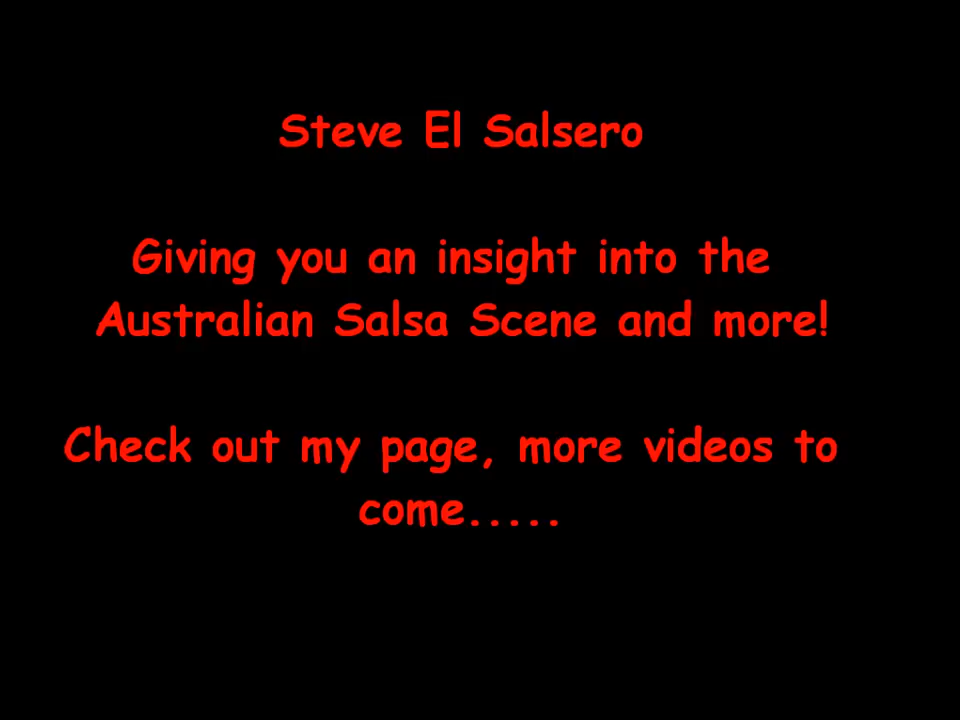 Steve El Salsero
Giving you an insight into the
Australian Salsa Scene and more!
Check out my page, more videos to
come.....